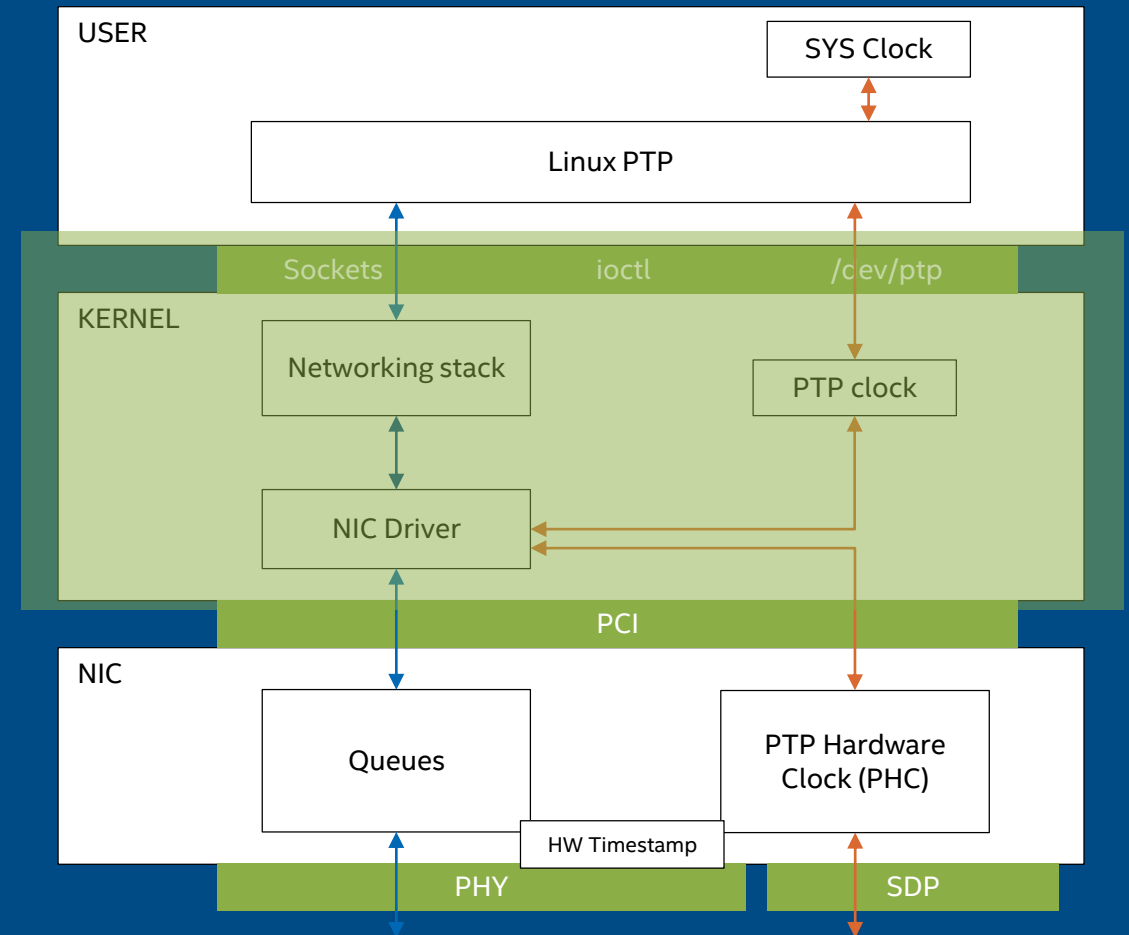 USER
SYS Clock
Linux PTP
Sockets
ioctl
/dev/ptp
KERNEL
Networking stack
PTP clock
NIC Driver
PCI
NIC
Queues
PTP Hardware
Clock (PHC)
HW Timestamp
PHY
SDP